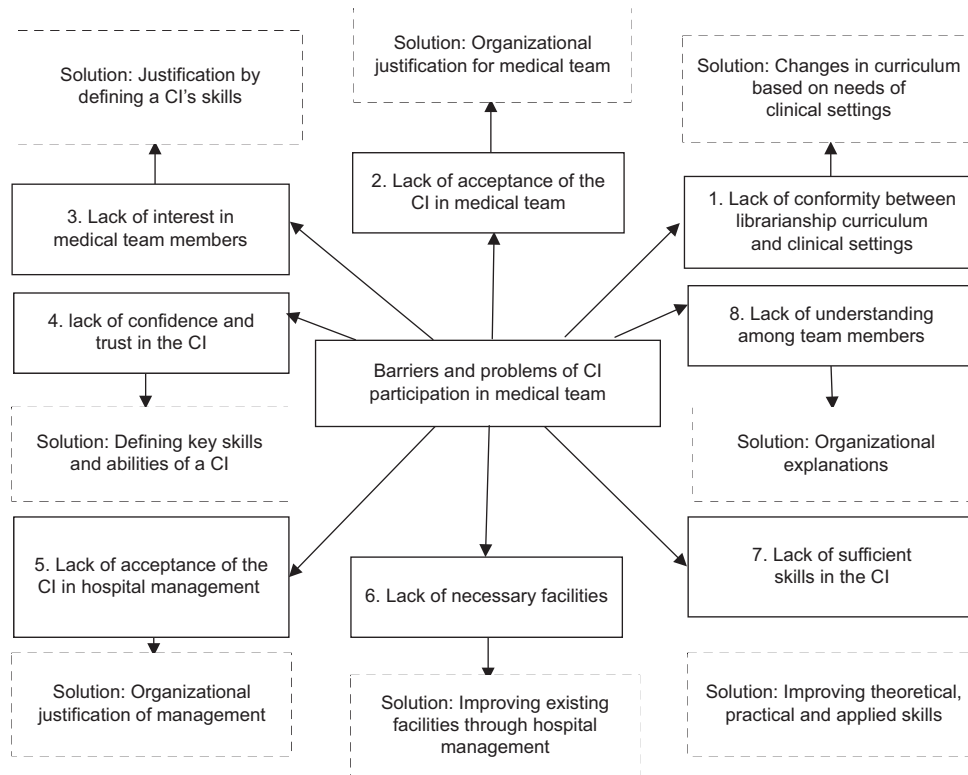 Solution: Justification by
defining a CI's skills
Solution: Organizational
justification for medical team
Solution: Changes in curriculum
based on needs of
clinical settings
3. Lack of interest in
medical team members
2. Lack of acceptance of the
CI in medical team
1. Lack of conformity between
librarianship curriculum
and clinical settings
4. lack of confidence and
trust in the CI
Barriers and problems of CI
participation in medical team
8. Lack of understanding
among team members
Solution: Defining key skills
and abilities of a CI
Solution: Organizational
explanations
5. Lack of acceptance of the
CI in hospital management
6. Lack of necessary facilities
7. Lack of sufficient
skills in the CI
Solution: Organizational
justification of management
Solution: Improving existing
facilities through hospital
management
Solution: Improving theoretical,
practical and applied skills